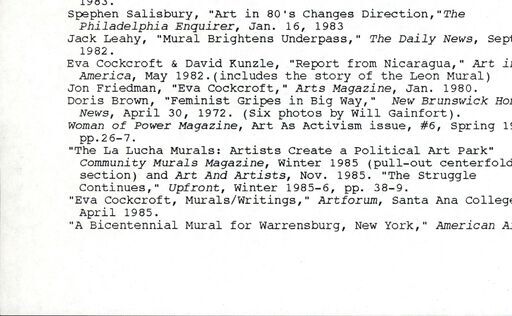 1983.
Spephen Salisbury, "Art in 80's Changes Direction,"The
Philadelphia Enquirer, Jan. 16, 1983
Jack Leahy, "Mural Brightens Underpass," The Daily News, Sept
1982.
Eva Cockcroft & David Kunzle, "Report from Nicaragua," Art in
America, May 1982.(includes the story of the Leon Mural)
Jon Friedman, "Eva Cockcroft," Arts Magazine, Jan. 1980.
Doris Brown, "Feminist Gripes in Big Way," New Brunswick Ho
News, April 30, 1972. (Six photos by Will Gainfort).
Woman of Power Magazine, Art As Activism issue, #6, Spring 19
pp.26-7.
"The La Lucha Murals: Artists Create a Political Art Park"
Community Murals Magazine, Winter 1985 (pull-out centerfold
section) and Art And Artists, Nov. 1985. "The Struggle
Continues," Upfront, Winter 1985-6, pp. 38-9.
"Eva Cockcroft, Murals/Writings," Artforum, Santa Ana College
April 1985.
"A Bicentennial Mural for Warrensburg, New York," American A